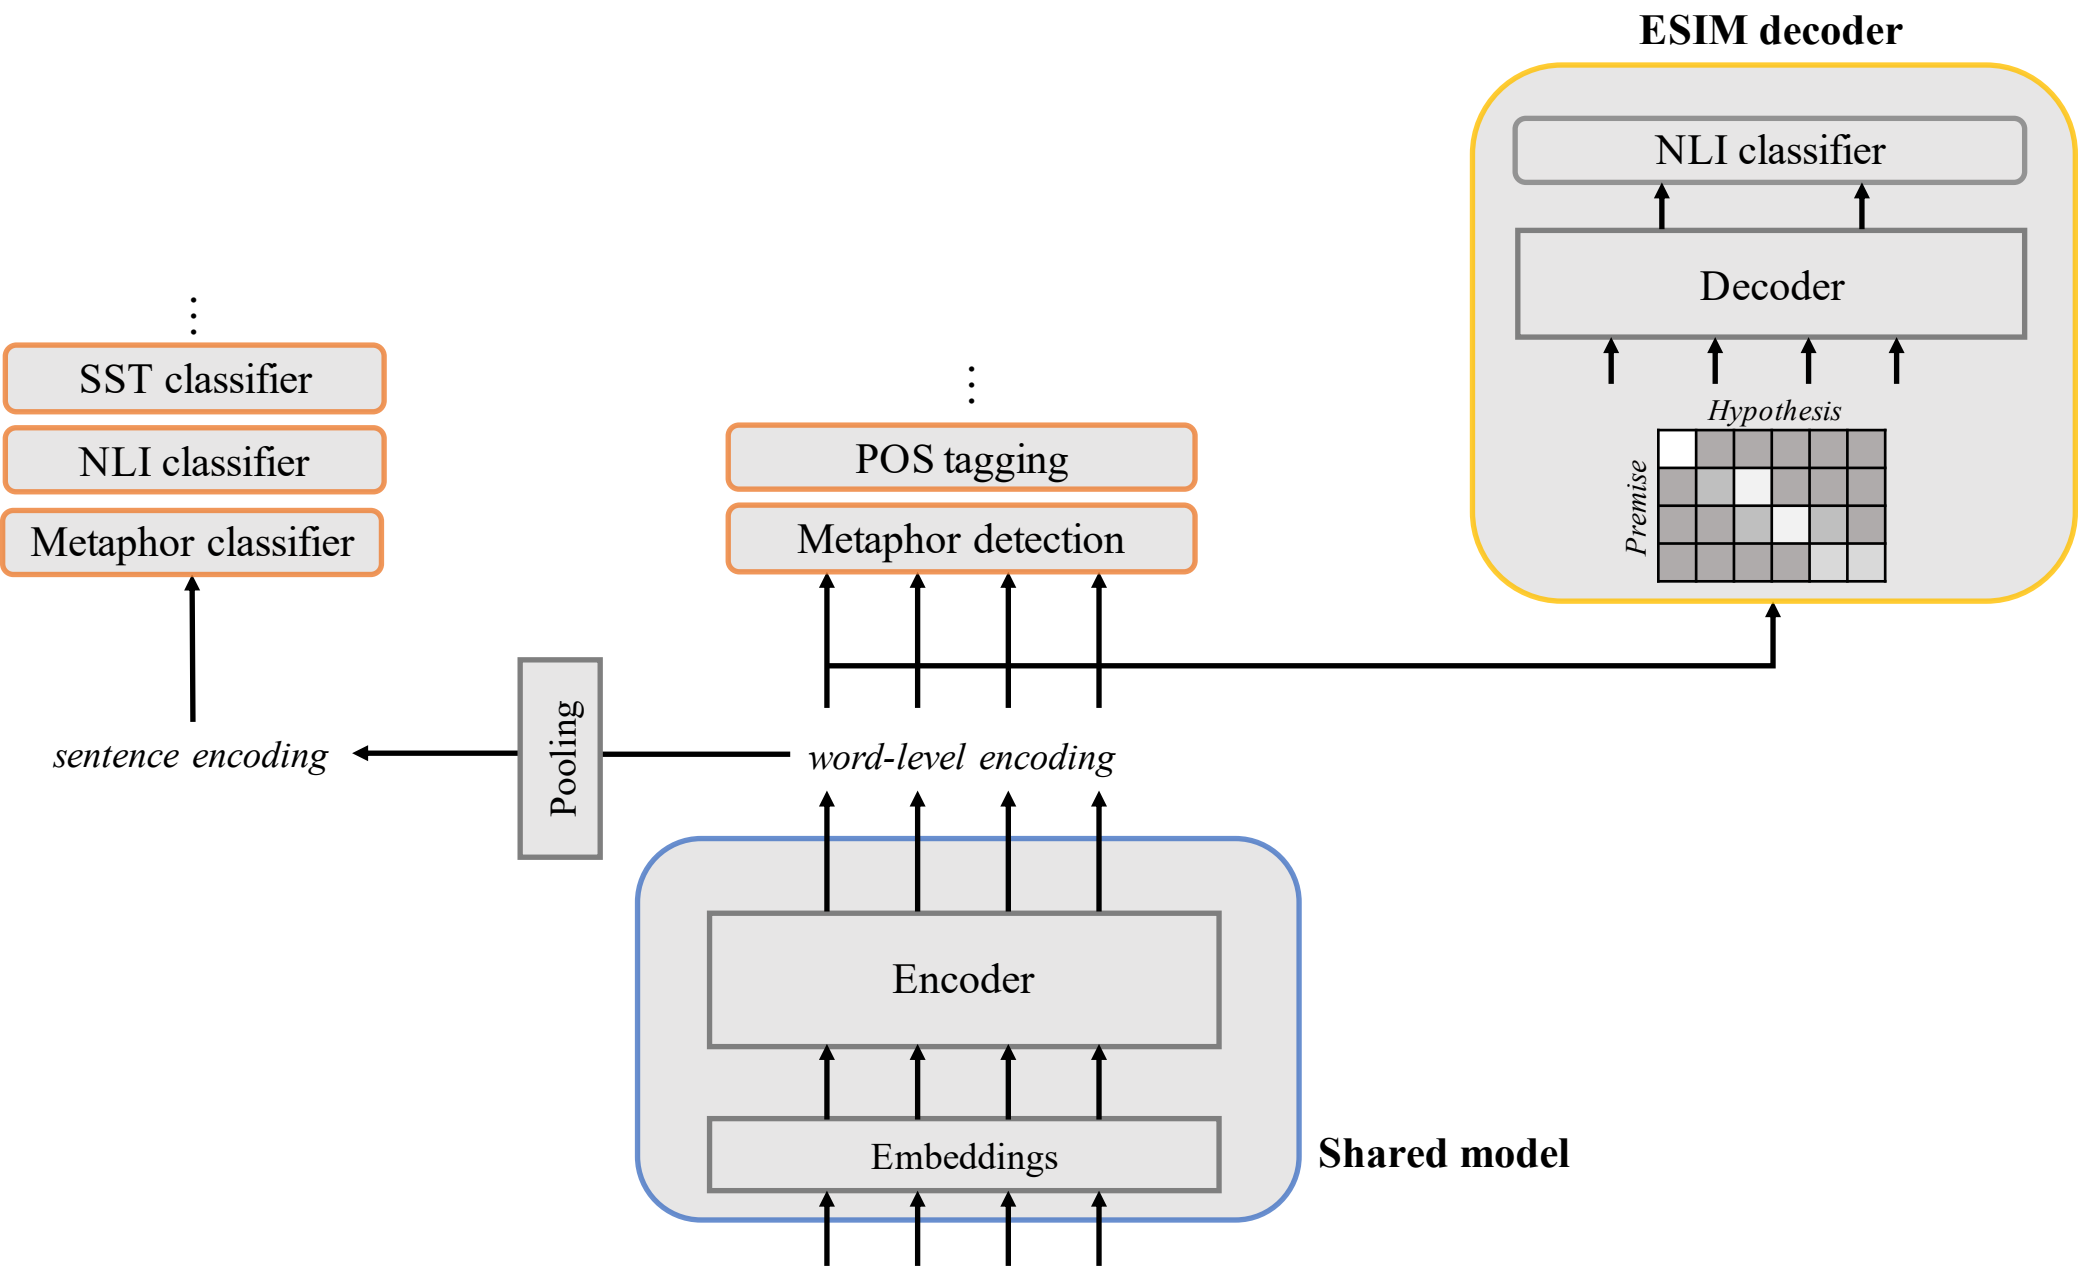 ESIM decoder
NLI classifier
Decoder
Hypothesis
Premise
SST classifier
NLI classifier
Metaphor classifier
POS tagging
Metaphor detection
sentence encoding
Pooling
word-level encoding
Encoder
Embeddings
Shared model